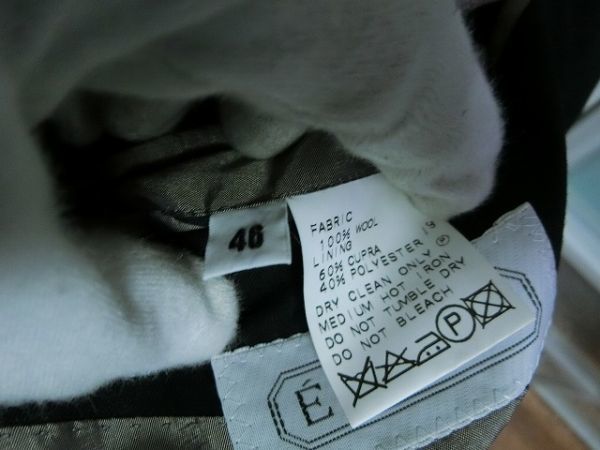 46
FABRIC
100% WOOL
LINING
60% CUPRA
40% POLYESTER
DRY CLEAN ONLY Ⓟ
MEDIUM HOT IRON
DO NOT TUMBLE DRY
DO NOT BLEACH
P
É